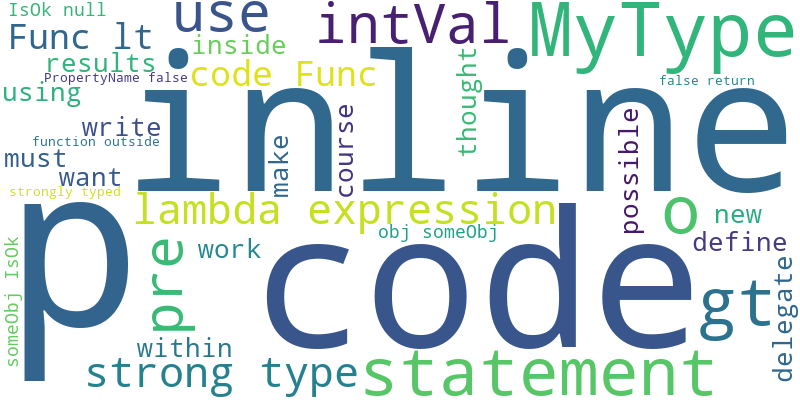 IsOk null
use
intVal
MyType
Func lt
inside
results
code Func
PropertyName false
using
inline
thought
false return
write
function outside
must
want
make
course
possible
strongly typed
lambda expression
o
new
p
code
obj someObj
define
pre
work
someObj IsOk
gt
delegate
within
strong type
statement